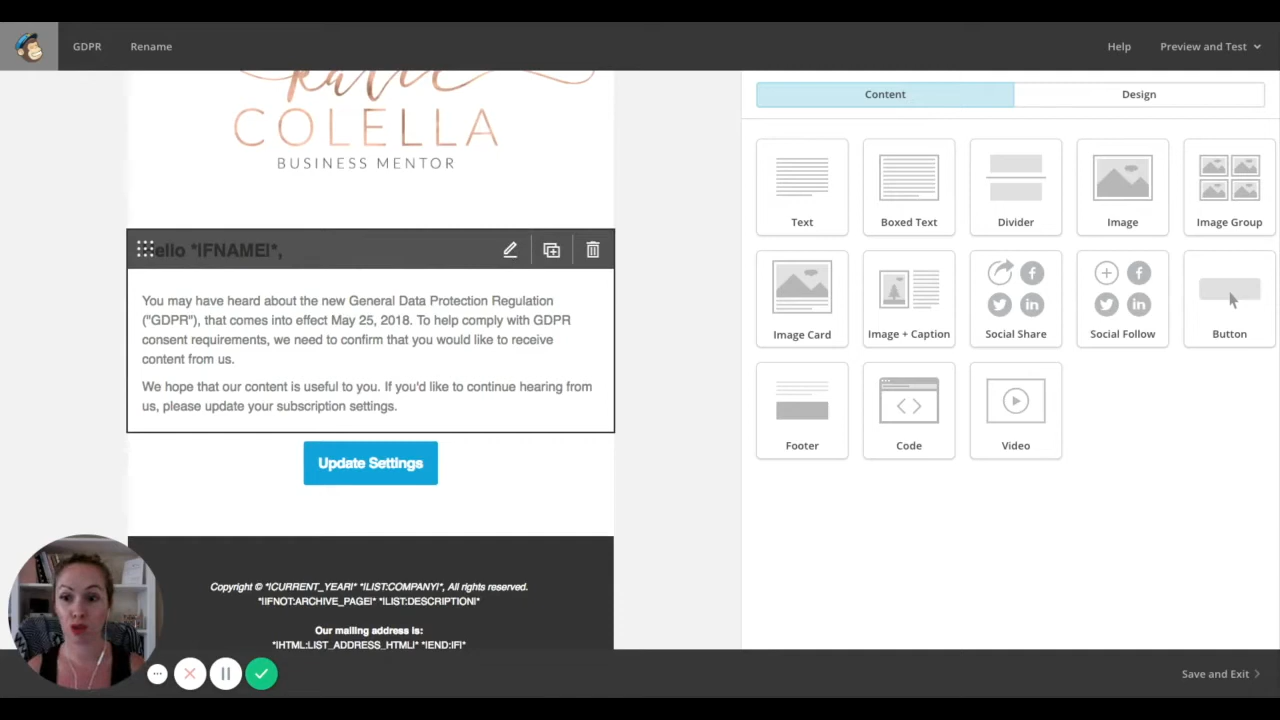 GDPR
Rename
Help
Preview and Test
katie
COLELLA
BUSINESS MENTOR
Hello *|FNAME|*,
You may have heard about the new General Data Protection Regulation
("GDPR"), that comes into effect May 25, 2018. To help comply with GDPR
consent requirements, we need to confirm that you would like to receive
content from us.
We hope that our content is useful to you. If you'd like to continue hearing from
us, please update your subscription settings.
Update Settings
Copyright © *|CURRENT_YEAR|* *|LIST:COMPANY|*, All rights reserved.
*|IFNOT:ARCHIVE_PAGE|* *|LIST:DESCRIPTION|*
Our mailing address is:
*|HTML:LIST_ADDRESS_HTML|* *|END:IF|*
Content
Design
Text
Boxed Text
Divider
Image
Image Group
Image Card
Image + Caption
Social Share
Social Follow
Button
Footer
Code
Video
Save and Exit